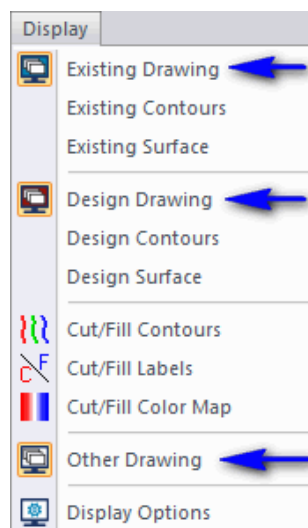 Display
Existing Drawing
Existing Contours
Existing Surface
Design Drawing
Design Contours
Design Surface
Cut/Fill Contours
C F Cut/Fill Labels
Cut/Fill Color Map
Other Drawing
Display Options